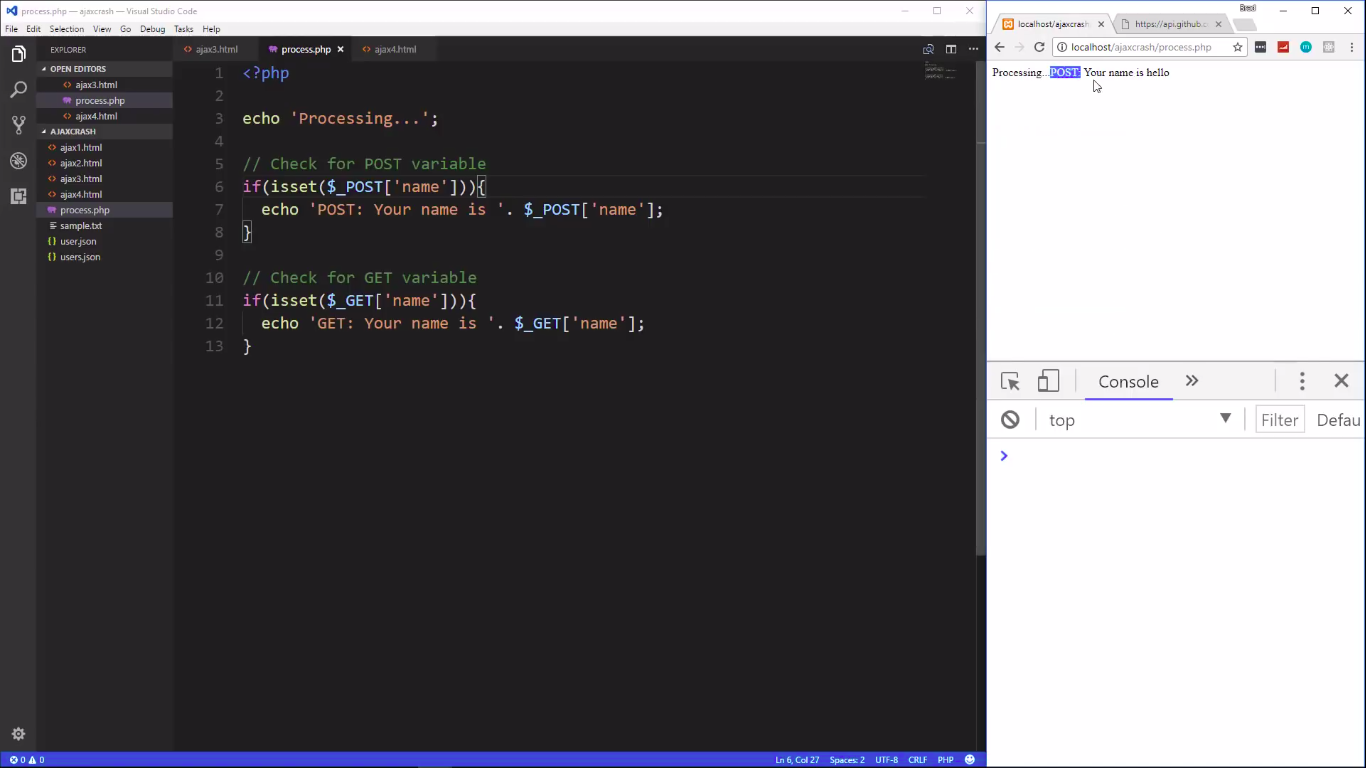 process.php — ajaxcrash — Visual Studio Code
File Edit Selection View Go Debug Tasks Help
EXPLORER
OPEN EDITORS
ajax3.html
process.php
ajax4.html
AJAXCRASH
ajax1.html
ajax2.html
ajax3.html
ajax4.html
process.php
sample.txt
user.json
users.json
ajax3.html process.php ajax4.html
1 <?php
2
3 echo 'Processing...';
4
5 // Check for POST variable
6 if(isset($_POST['name'])){
7 echo 'POST: Your name is '. $_POST['name'];
8 }
9
10 // Check for GET variable
11 if(isset($_GET['name'])){
12 echo 'GET: Your name is '. $_GET['name'];
13 }
0 0 Ln 6, Col 27 Spaces: 2 UTF-8 CRLF PHP
Brad
localhost/ajaxcrash https://api.github.c
localhost/ajaxcrash/process.php
Processing...POST: Your name is hello
Console
top Filter Defau